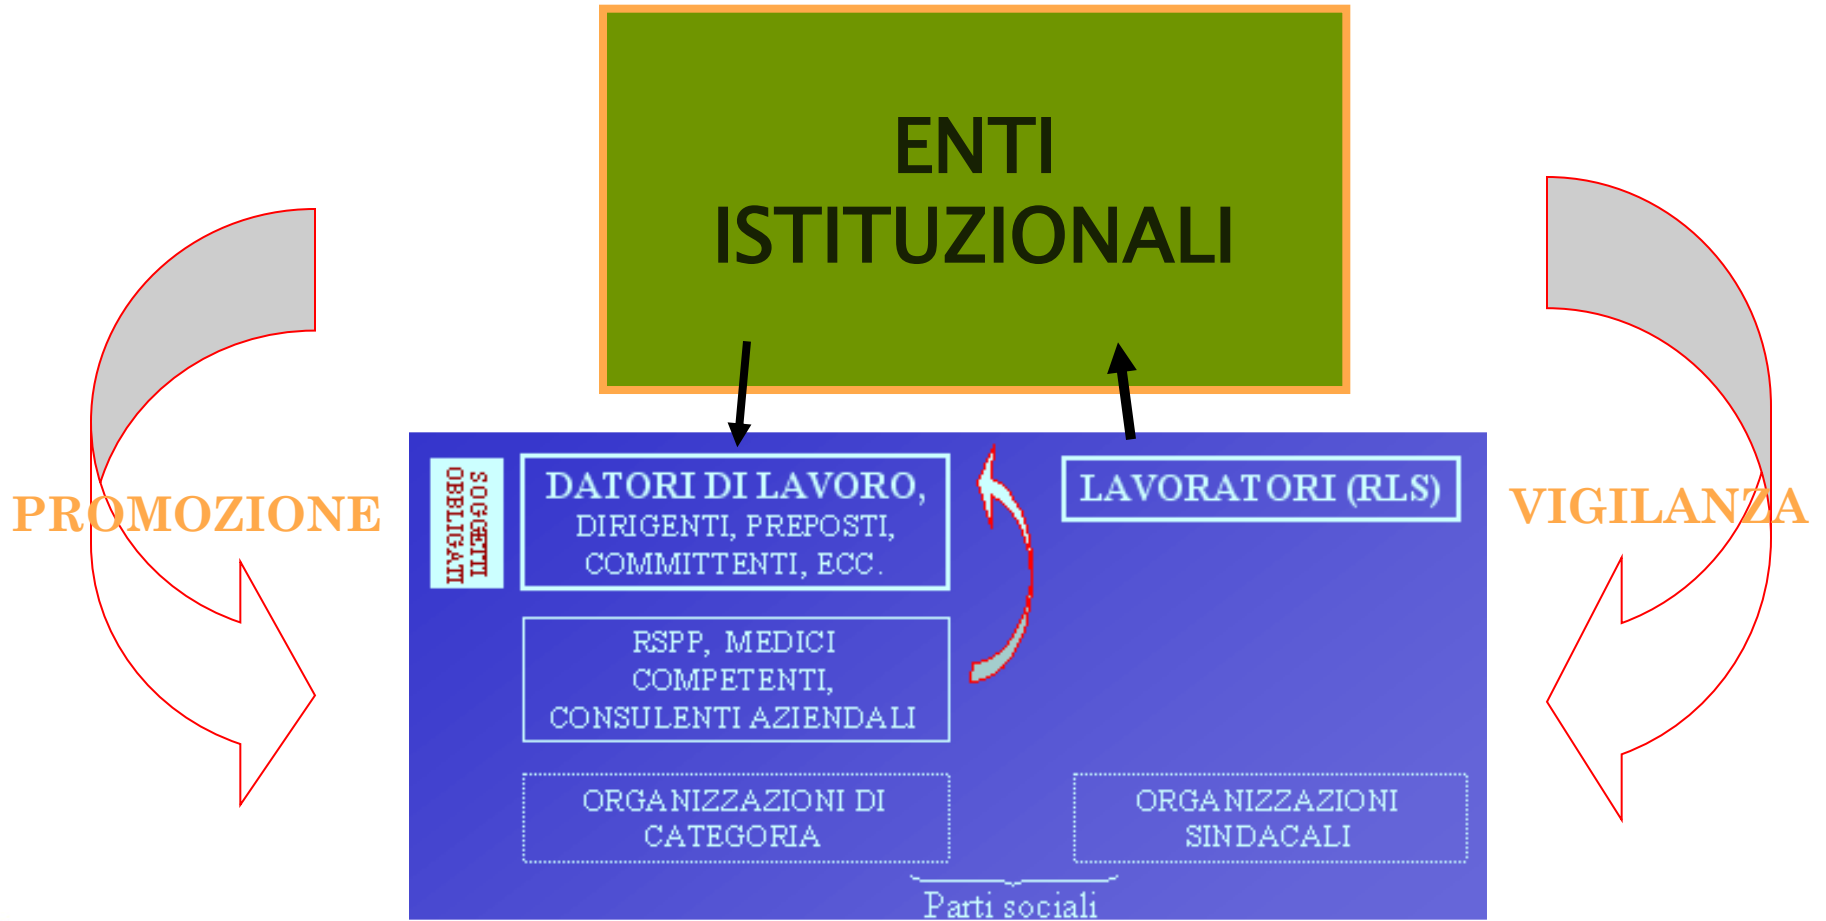 ENTI
ISTITUZIONALI
PROMOZIONE
VIGILANZA
SOGGETTI
OBBLIGATI
DATORI DI LAVORO,
DIRIGENTI, PREPOSTI,
COMMITTENTI, ECC.
LAVORATORI (RLS)
RSPP, MEDICI
COMPETENTI,
CONSULENTI AZIENDALI
ORGANIZZAZIONI DI
CATEGORIA
ORGANIZZAZIONI
SINDACALI
Parti sociali